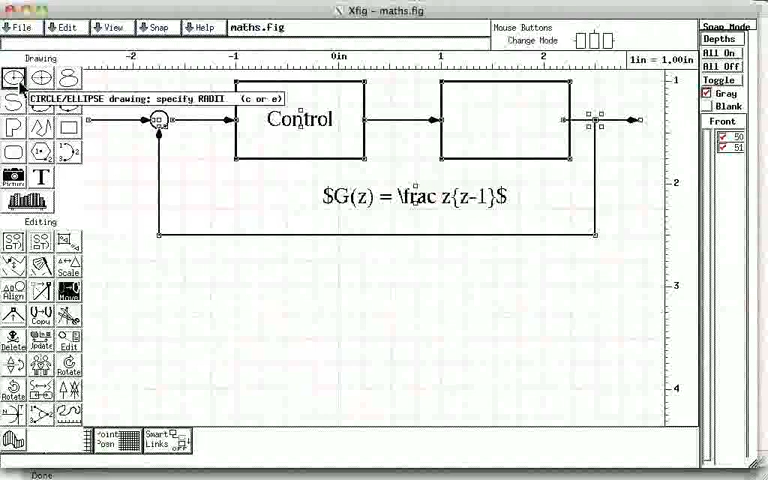 Xfig - maths.fig
File Edit View Snap Help maths.fig
Mouse Buttons
Change Mode
Snap Mode
Depths
All On
All Off
Toggle
Gray
Blank
Front
50
51
Drawing
-2 -1 0in 1 2
1in = 1.00in
1
2
3
4
CIRCLE/ELLIPSE drawing: specify RADII (c or e)
Control
$G(z) = \frac z{z-1}$
Picture
T
Editing
Scale
Align
Move
Copy
Delete Update Edit
Rotate
Rotate
Point
Posn
Smart
Links
OFF
Done